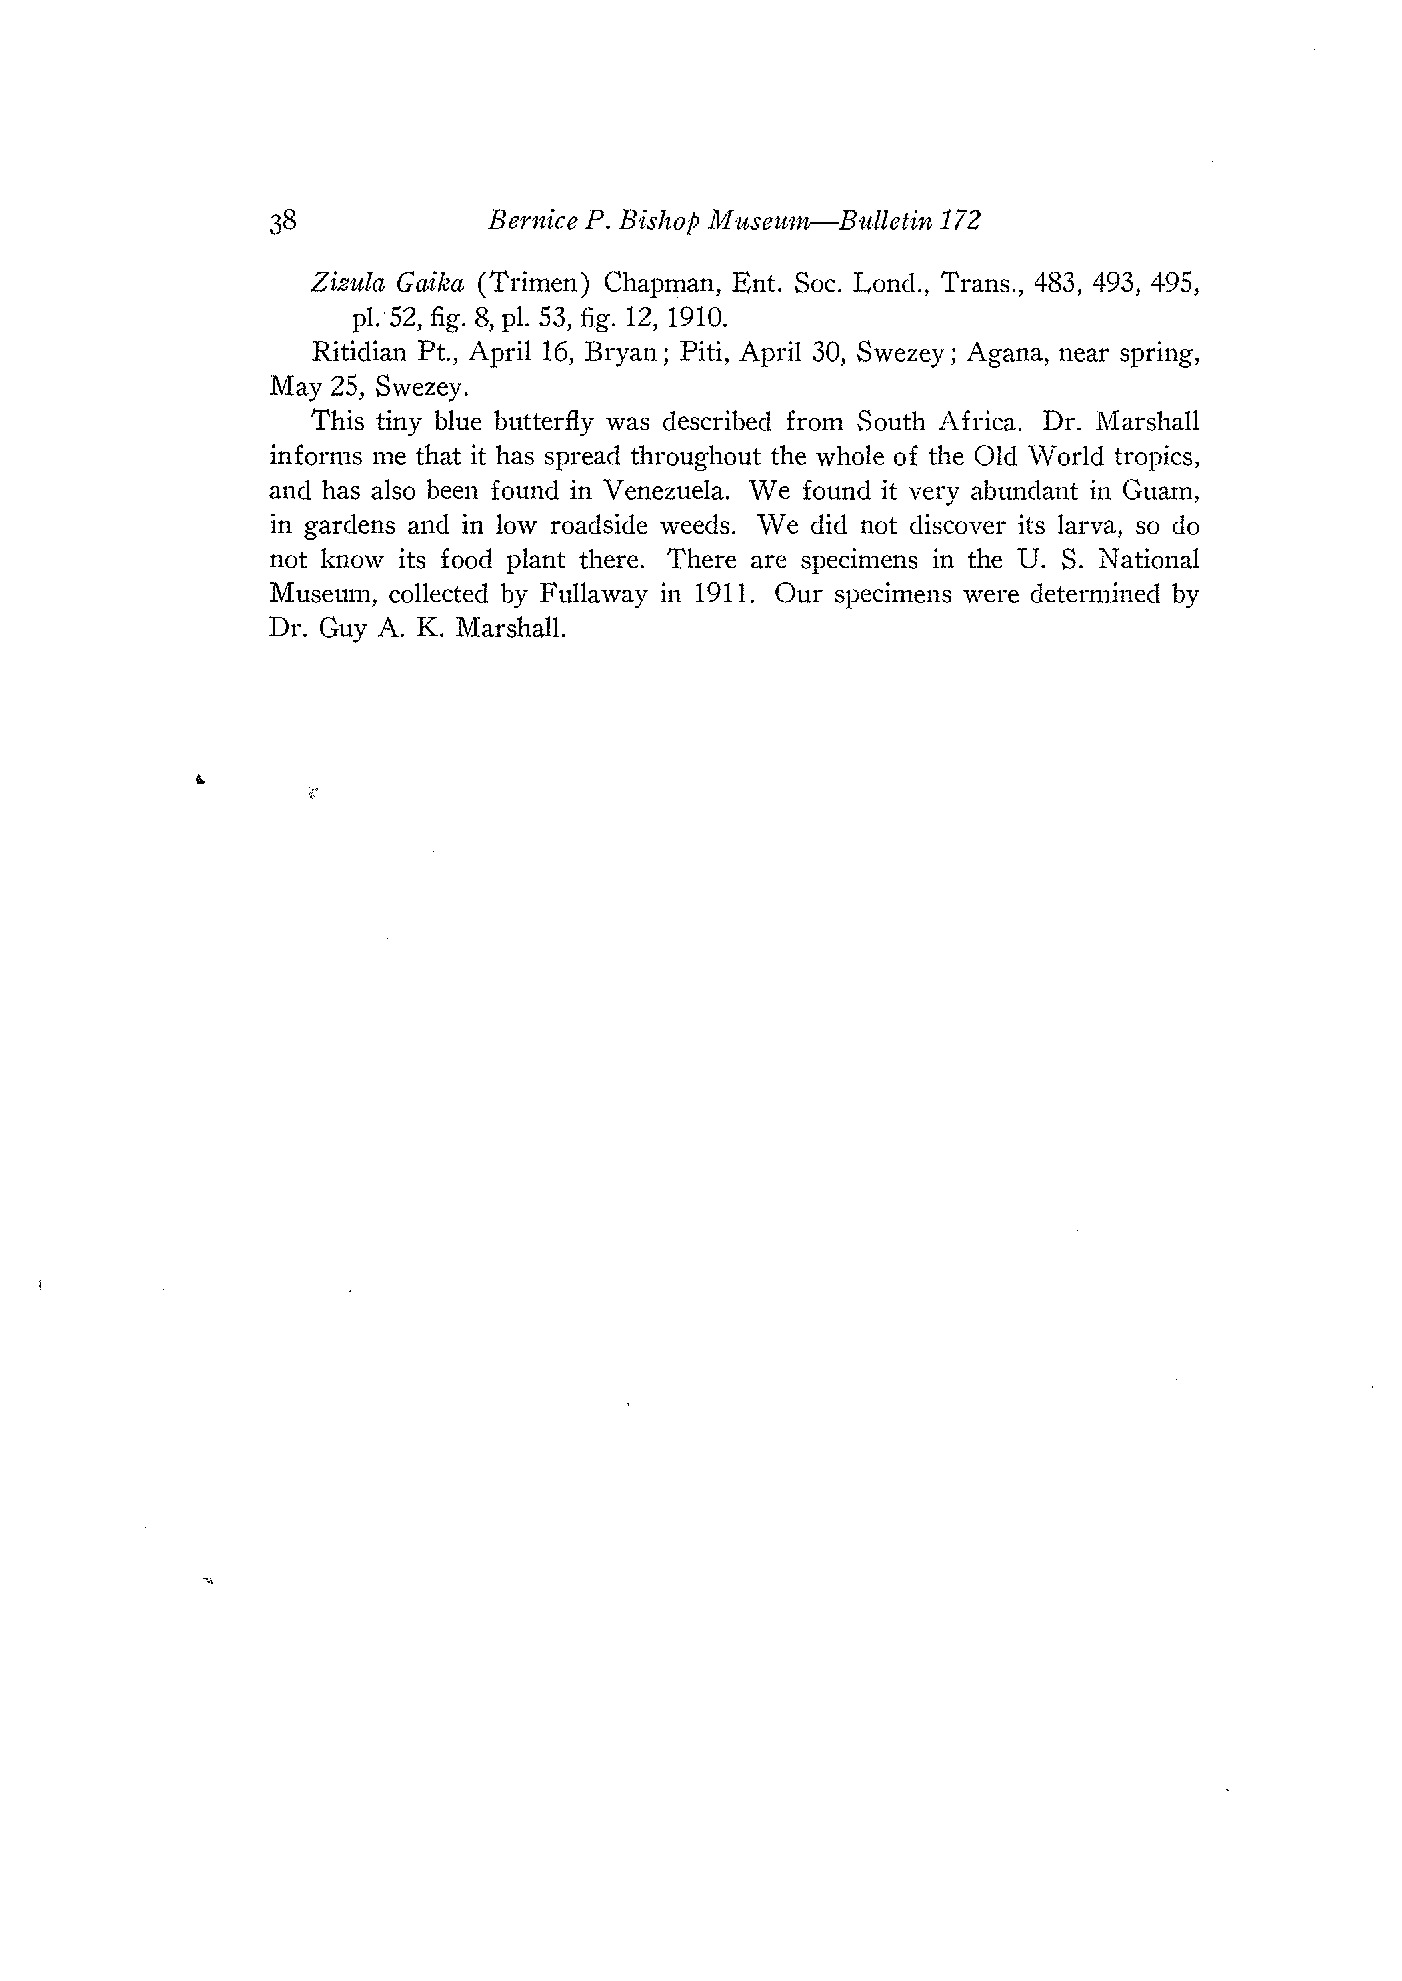 38 Bernice P. Bishop Museum—Bulletin 172
Zizula Gaika (Trimen) Chapman, Ent. Soc. Lond., Trans., 483, 493, 495,
pl. 52, fig. 8, pl. 53, fig. 12, 1910.
Ritidian Pt., April 16, Bryan; Piti, April 30, Swezey; Agana, near spring,
May 25, Swezey.
This tiny blue butterfly was described from South Africa. Dr. Marshall
informs me that it has spread throughout the whole of the Old World tropics,
and has also been found in Venezuela. We found it very abundant in Guam,
in gardens and in low roadside weeds. We did not discover its larva, so do
not know its food plant there. There are specimens in the U. S. National
Museum, collected by Fullaway in 1911. Our specimens were determined by
Dr. Guy A. K. Marshall.